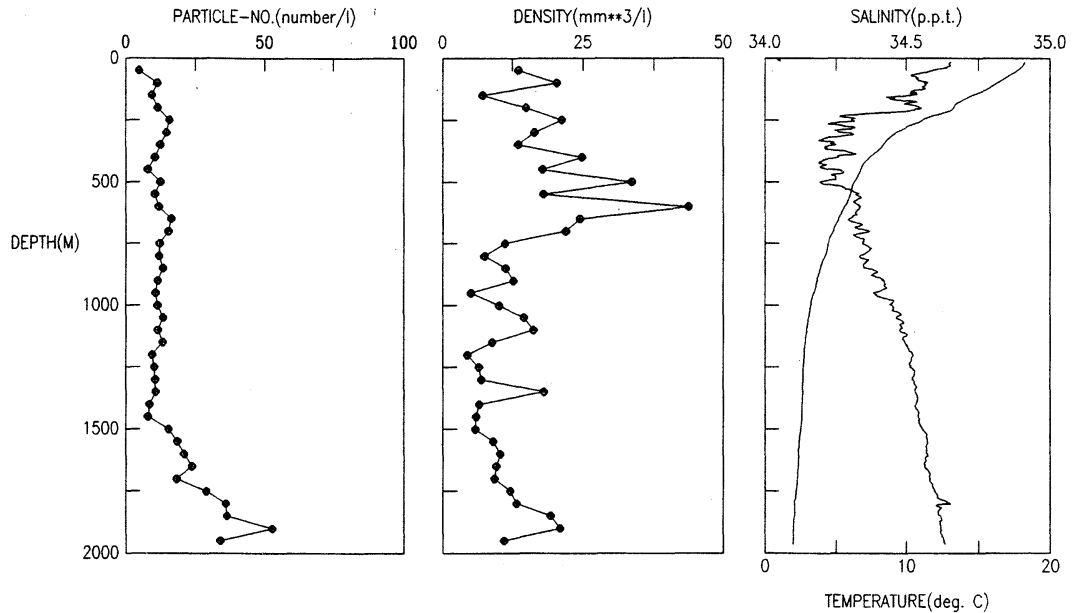 PARTICLE-NO.(number/l) DENSITY(mm**3/l) SALINITY(p.p.t.)
0 50 100 0 25 50 34.0 34.5 35.0
0
500
DEPTH(M)
1000
1500
2000
0 10 20
TEMPERATURE(deg. C)